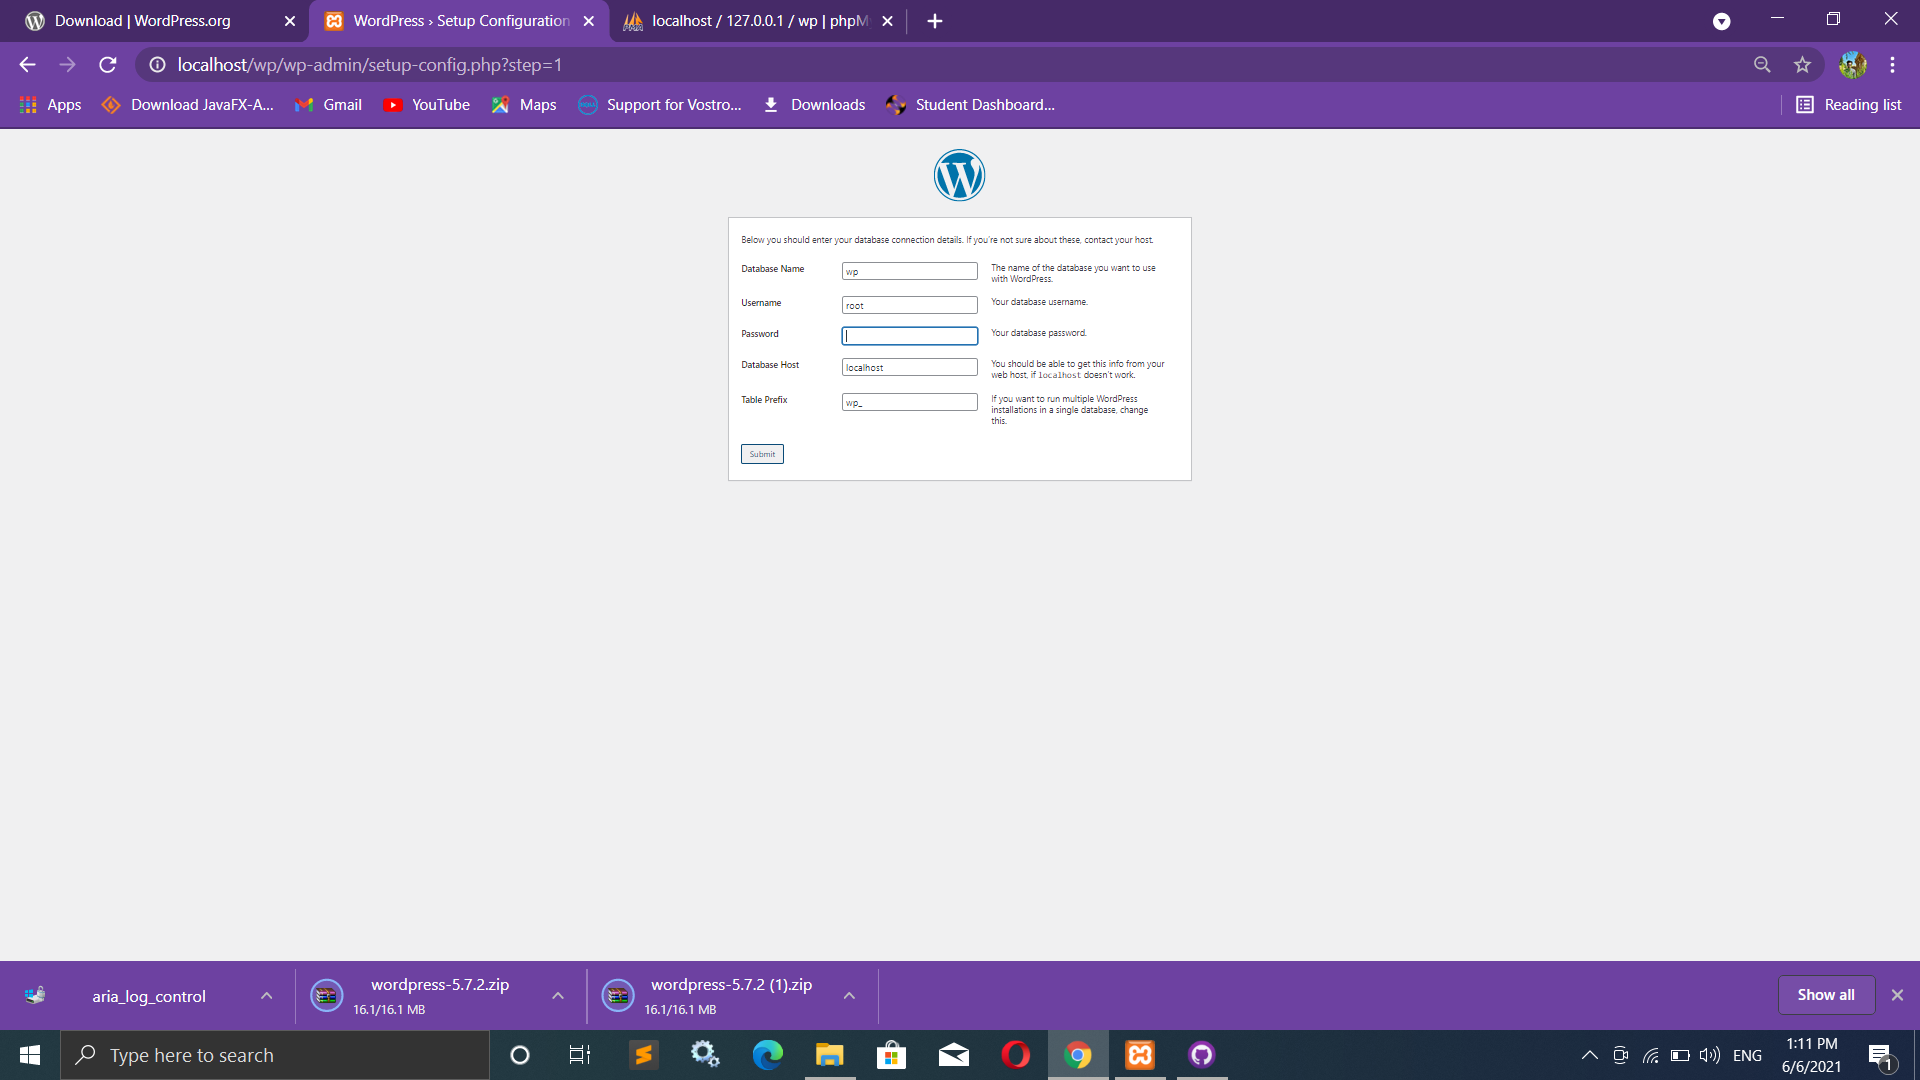 Download | WordPress.org
WordPress › Setup Configuration
localhost / 127.0.0.1 / wp | phpM
localhost/wp/wp-admin/setup-config.php?step=1
Apps
Download JavaFX-A...
Gmail
YouTube
Maps
Support for Vostro...
Downloads
Student Dashboard...
Reading list
Below you should enter your database connection details. If you're not sure about these, contact your host.
Database Name
wp
The name of the database you want to use
with WordPress.
Username
root
Your database username.
Password
Your database password.
Database Host
localhost
You should be able to get this info from your
web host, if localhost doesn't work.
Table Prefix
wp_
If you want to run multiple WordPress
installations in a single database, change
this.
Submit
aria_log_control
wordpress-5.7.2.zip
16.1/16.1 MB
wordpress-5.7.2 (1).zip
16.1/16.1 MB
Show all
Type here to search
ENG
1:11 PM
6/6/2021
1